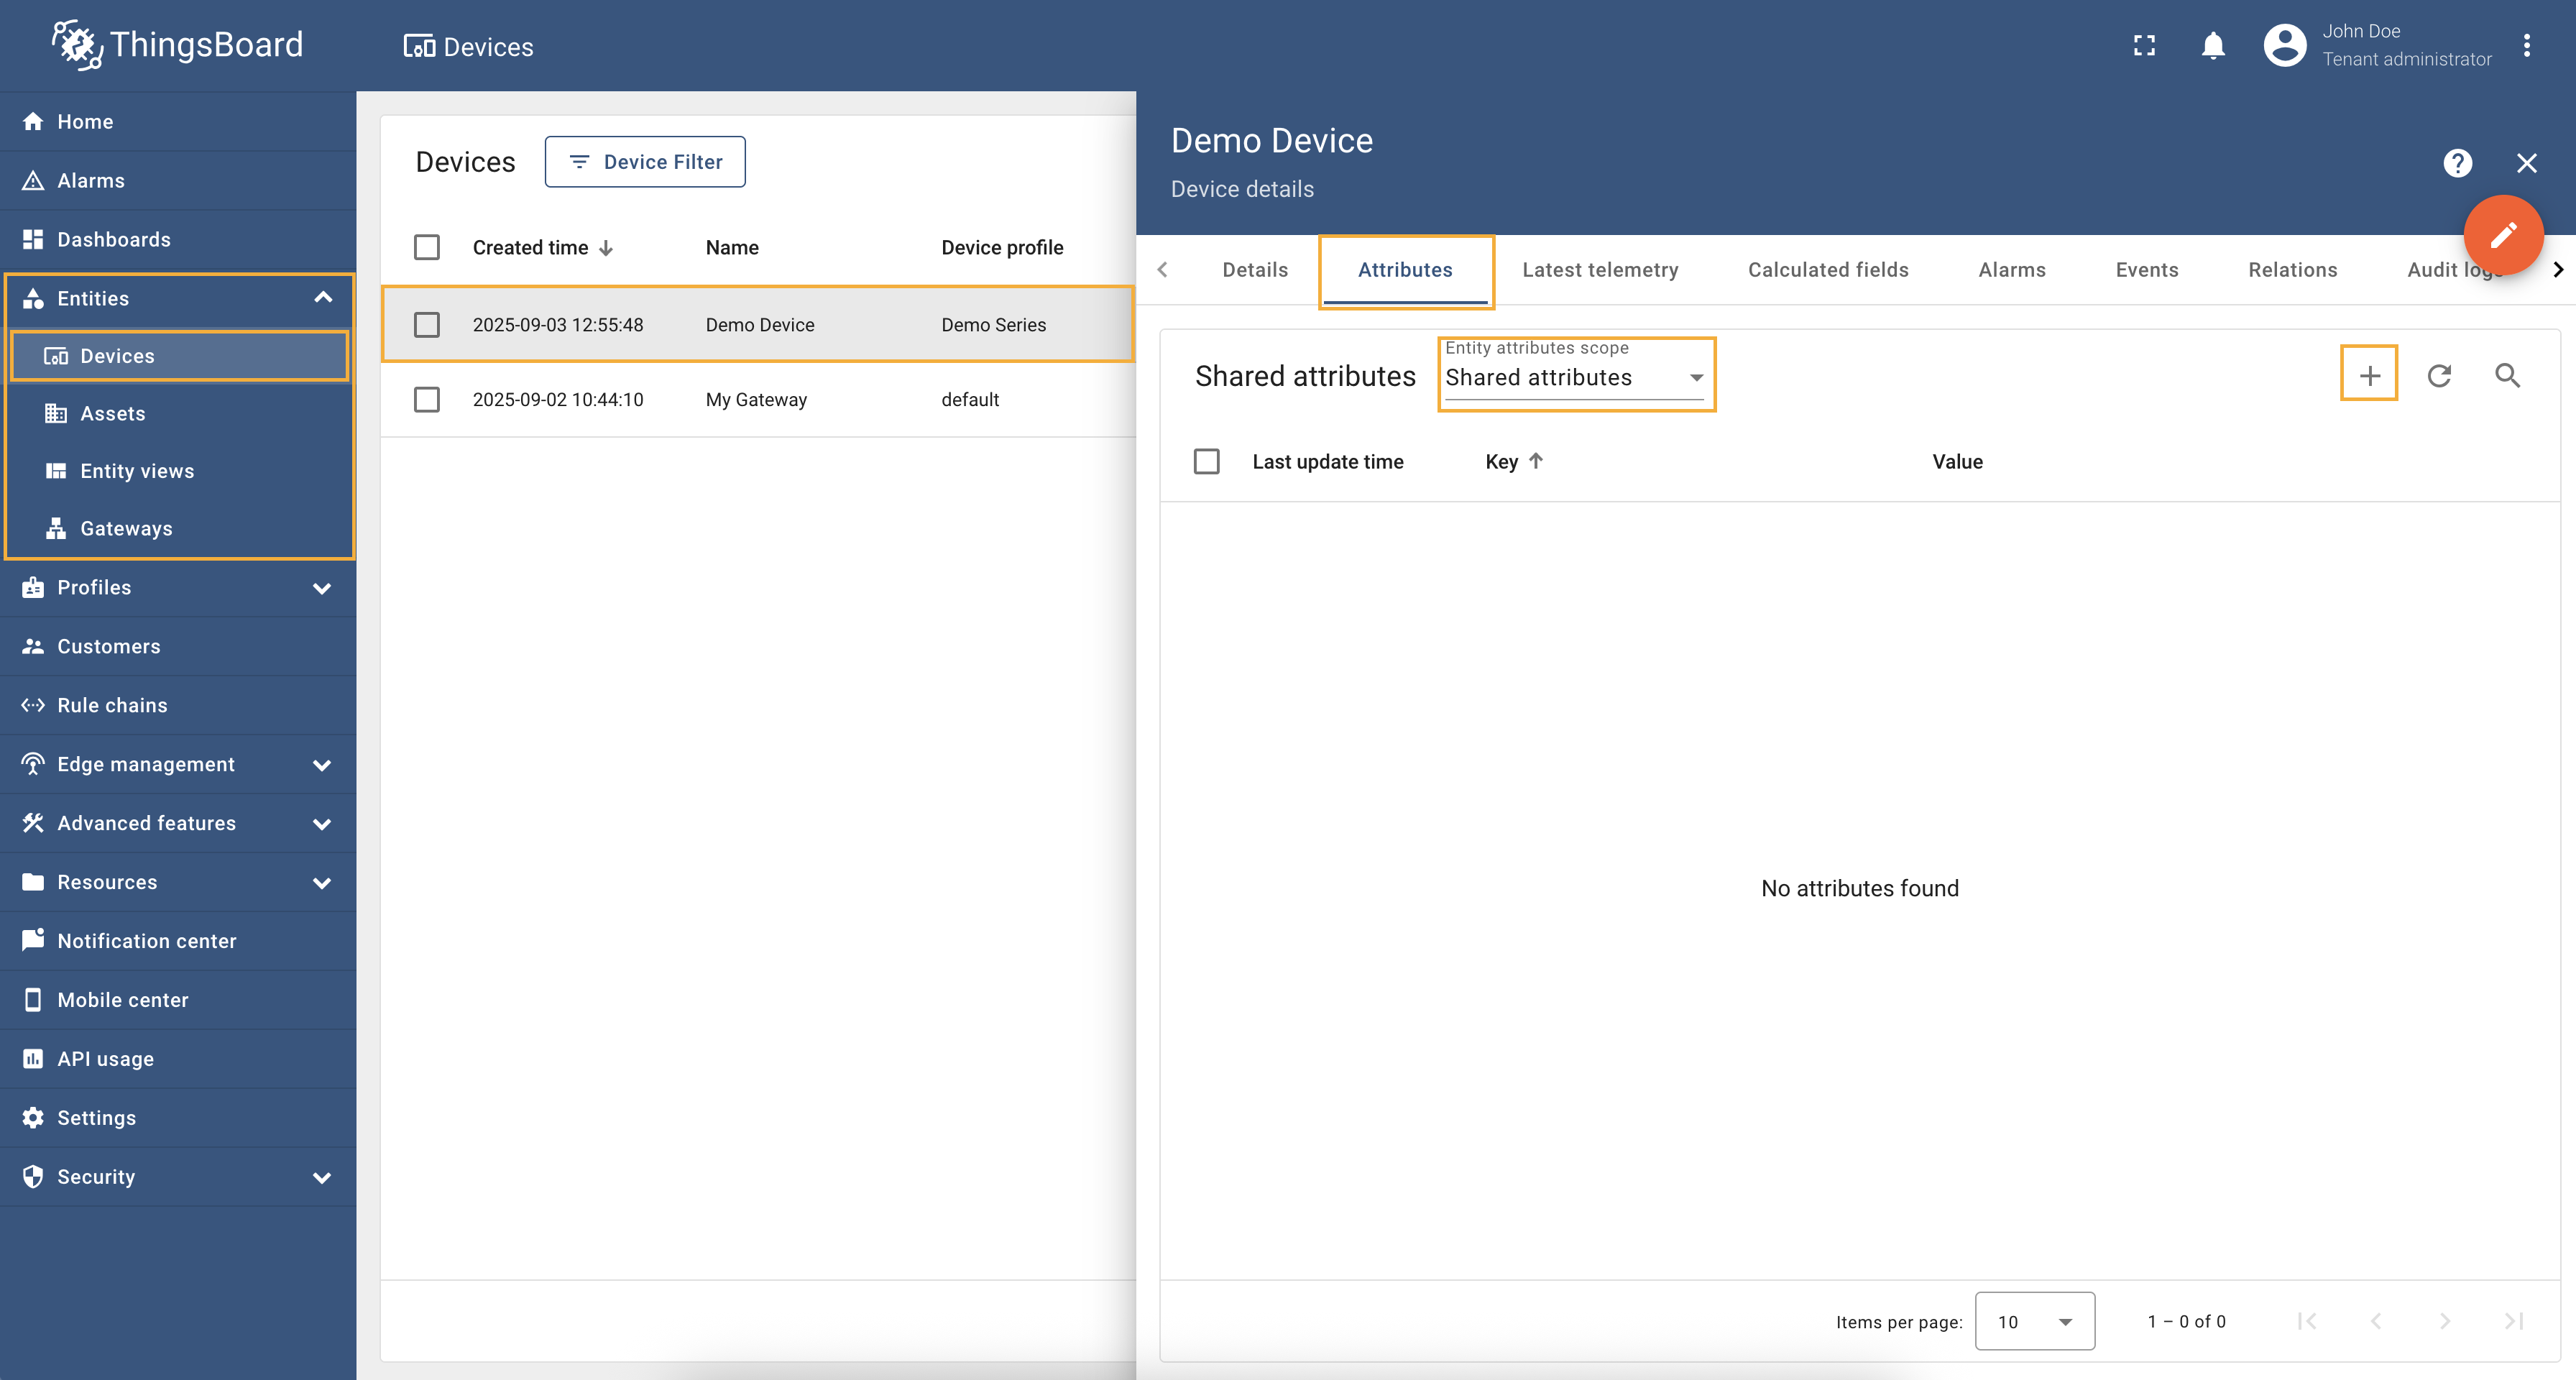 ThingsBoard
Devices
John Doe
Tenant administrator
Home
Alarms
Dashboards
Entities
Devices
Assets
Entity views
Gateways
Profiles
Customers
Rule chains
Edge management
Advanced features
Resources
Notification center
Mobile center
API usage
Settings
Security
Devices
Device Filter
Created time Name Device profile
2025-09-03 12:55:48 Demo Device Demo Series
2025-09-02 10:44:10 My Gateway default
Demo Device
Device details
Details Attributes Latest telemetry Calculated fields Alarms Events Relations Audit logs
Shared attributes
Entity attributes scope
Shared attributes
Last update time Key Value
No attributes found
Items per page: 10 1 – 0 of 0